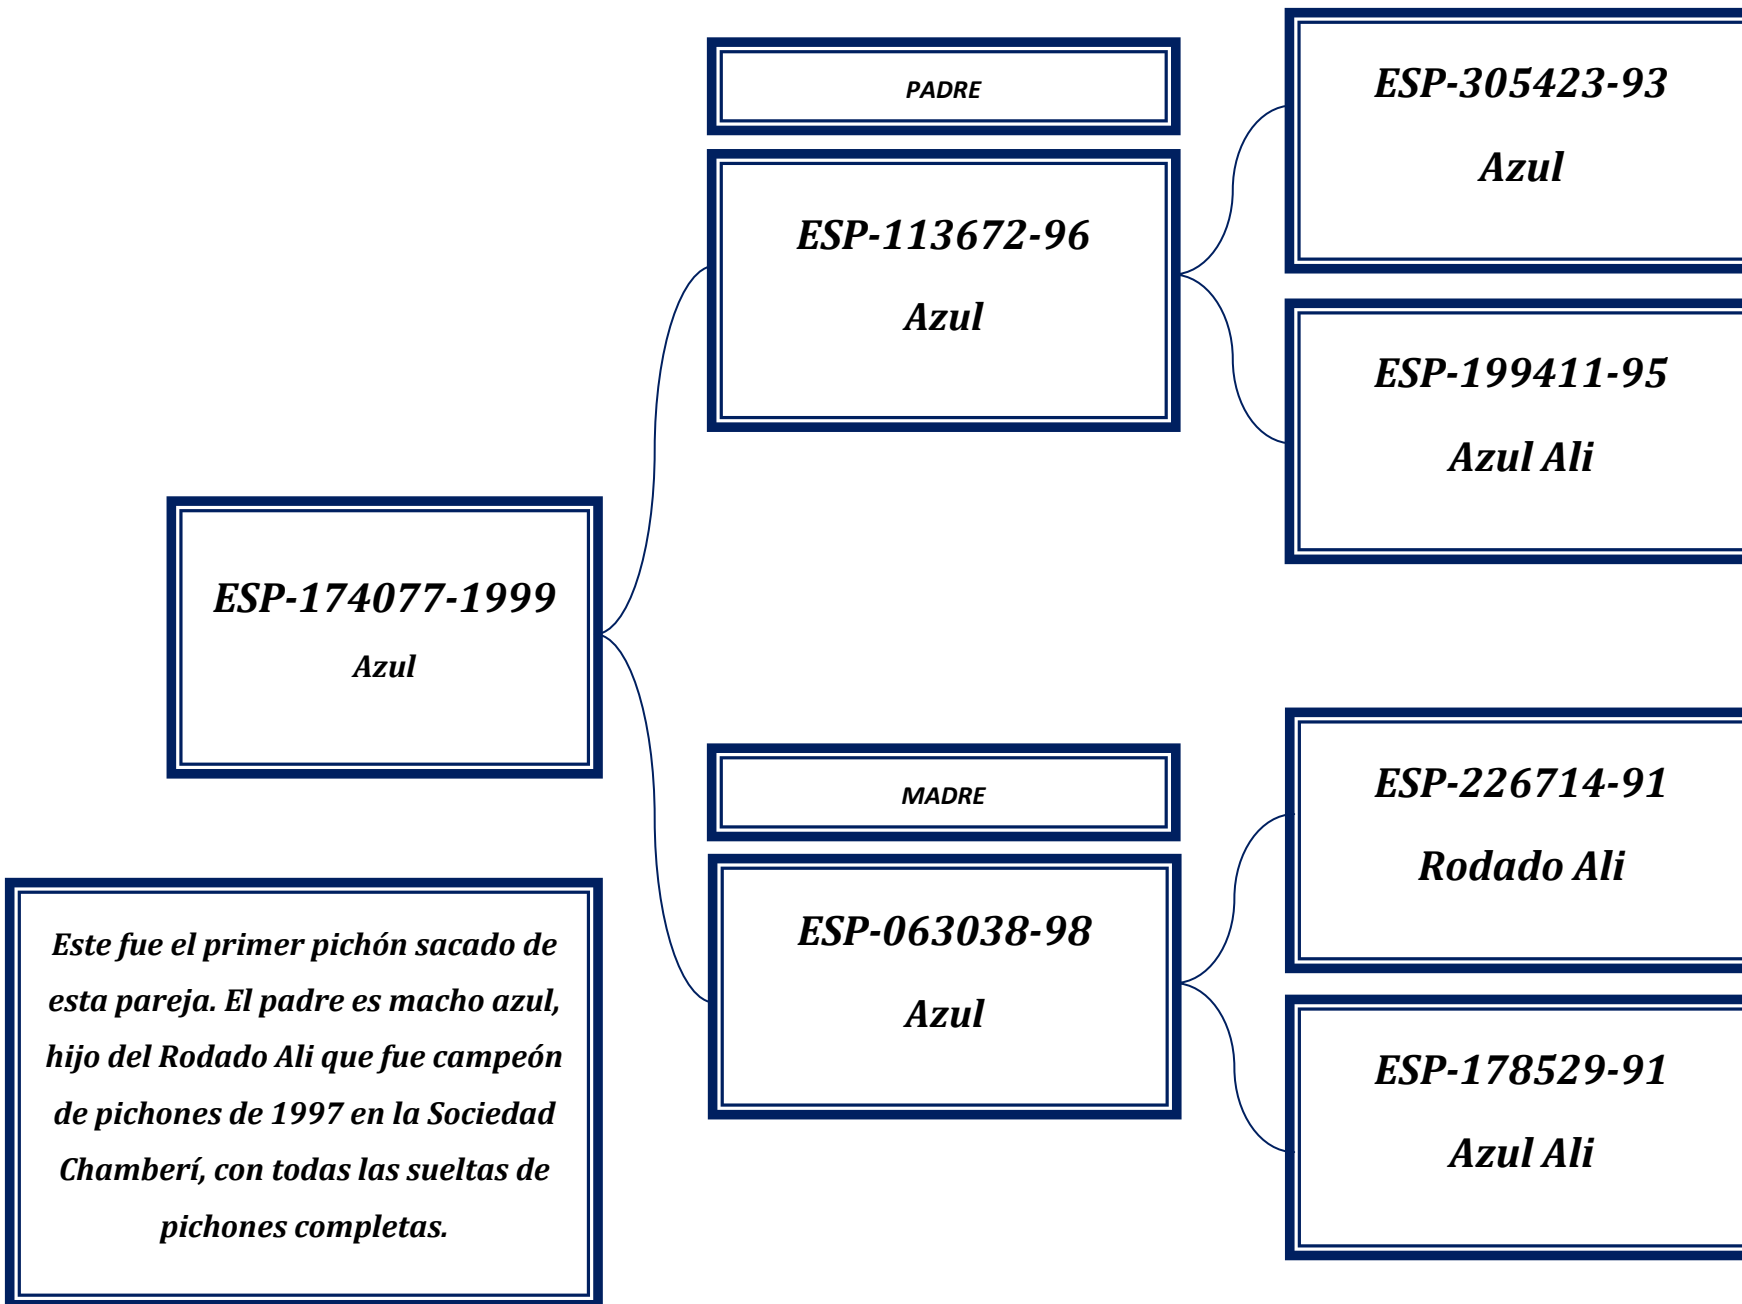 PADRE
ESP-113672-96
Azul
ESP-305423-93
Azul
ESP-199411-95
Azul Ali
ESP-174077-1999
Azul
MADRE
ESP-063038-98
Azul
ESP-226714-91
Rodado Ali
ESP-178529-91
Azul Ali
Este fue el primer pichón sacado de
esta pareja. El padre es macho azul,
hijo del Rodado Ali que fue campeón
de pichones de 1997 en la Sociedad
Chamberí, con todas las sueltas de
pichones completas.